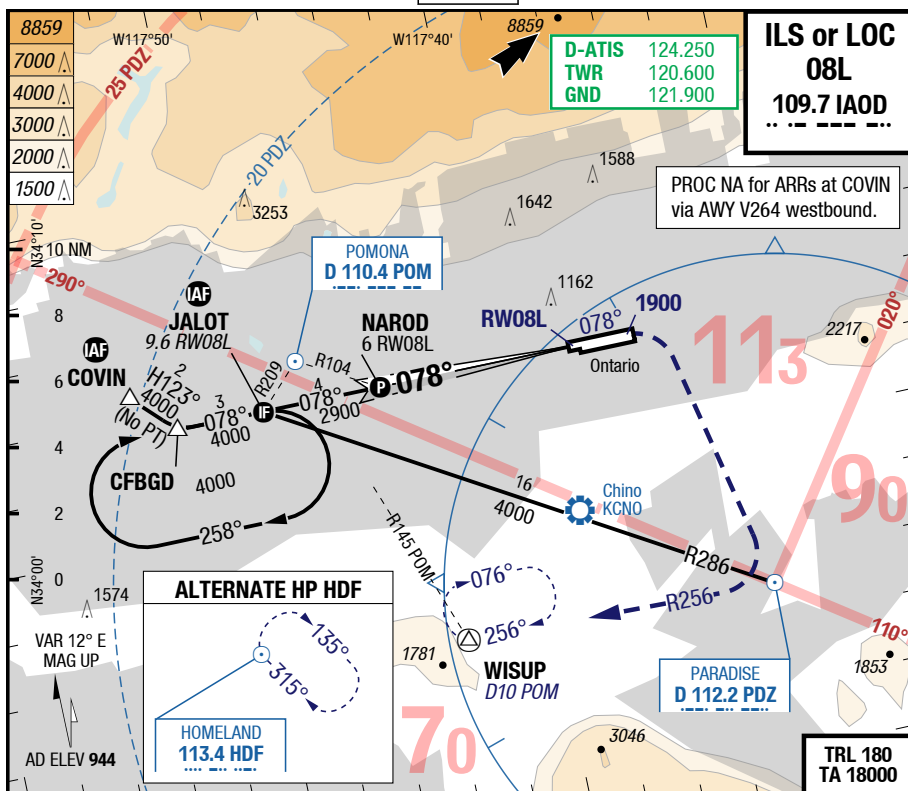 8859
7000
4000
3000
2000
1500
W117°50'
W117°40'
8859
D-ATIS 124.250
TWR 120.600
GND 121.900
ILS or LOC
08L
109.7 IAOD
PROC NA for ARRs at COVIN
via AWY V264 westbound.
25 PDZ
20 PDZ
3253
1588
1642
1162
N34°10'
10 NM
8
6
4
2
0
N34°00'
290°
POMONA
D 110.4 POM
IAF
JALOT
9.6 RW08L
IAF
COVIN
NAROD
6 RW08L
RW08L
078°
1900
Ontario
113
020°
2217
2
H123°
4000
(No PT)
3
078°
4000
R209
R104
IF
4
078°
2900
P
078°
CFBGD
4000
258°
16
4000
Chino
KCNO
90
R286
R145 POM
076°
256°
R256
110°
WISUP
D10 POM
1781
1574
VAR 12° E
MAG UP
AD ELEV 944
ALTERNATE HP HDF
135°
315°
HOMELAND
113.4 HDF
70
PARADISE
D 112.2 PDZ
1853
3046
TRL 180
TA 18000